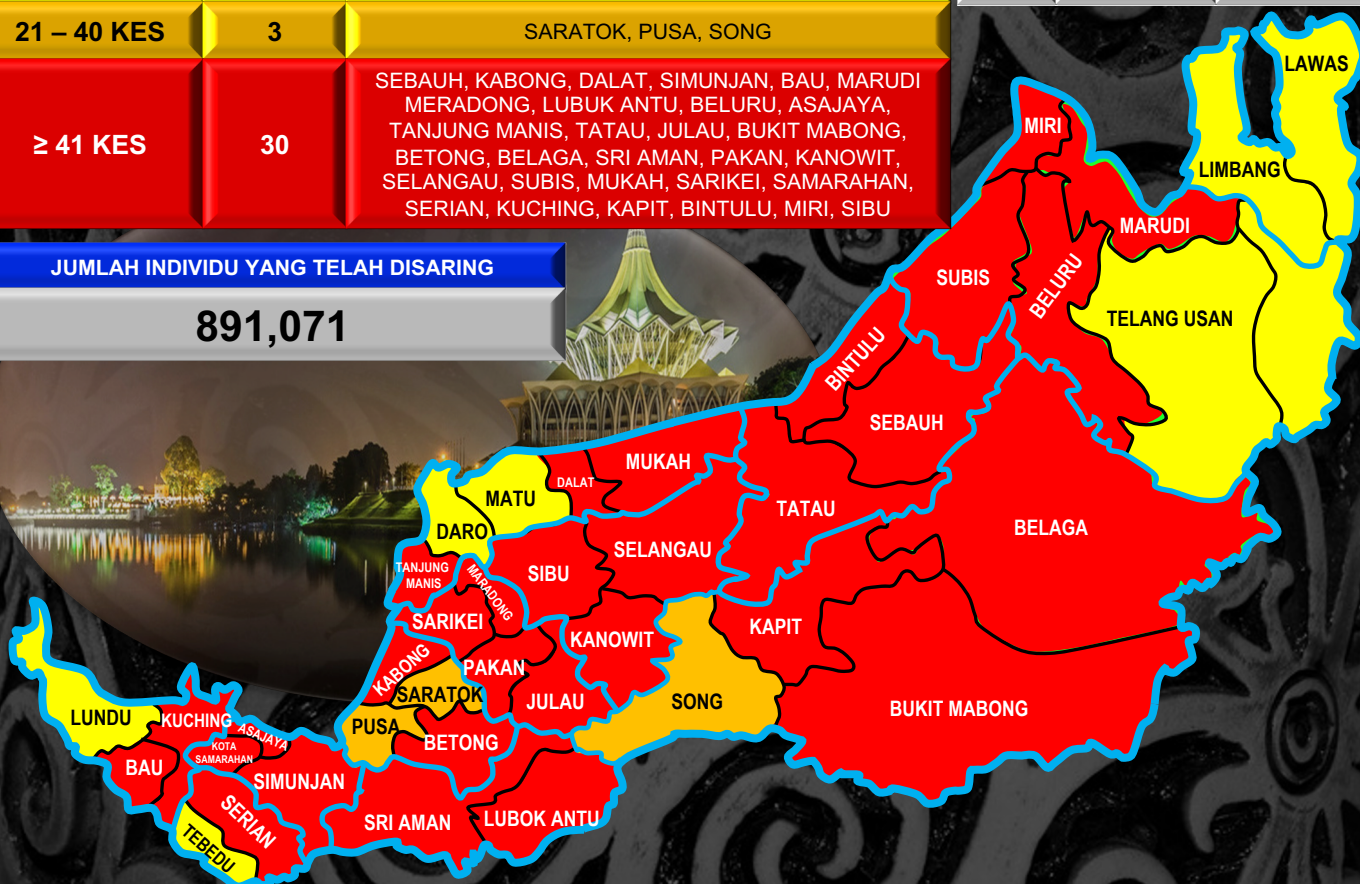 21 – 40 KES 3 SARATOK, PUSA, SONG
≥ 41 KES 30
SEBAUH, KABONG, DALAT, SIMUNJAN, BAU, MARUDI
MERADONG, LUBUK ANTU, BELURU, ASAJAYA,
TANJUNG MANIS, TATAU, JULAU, BUKIT MABONG,
BETONG, BELAGA, SRI AMAN, PAKAN, KANOWIT,
SELANGAU, SUBIS, MUKAH, SARIKEI, SAMARAHAN,
SERIAN, KUCHING, KAPIT, BINTULU, MIRI, SIBU
JUMLAH INDIVIDU YANG TELAH DISARING
891,071
LAWAS
MIRI
LIMBANG
MARUDI
SUBIS
BELURU
TELANG USAN
BINTULU
SEBAUH
MUKAH
DALAT
MATU
DARO
TATAU
BELAGA
SELANGAU
SIBU
TANJUNG
MANIS
MARADONG
SARIKEI
KANOWIT
KAPIT
KABONG
PAKAN
SARATOK
JULAU
SONG
BUKIT MABONG
LUNDU
KUCHING
ASAJAYA
PUSA
BETONG
KOTA
SAMARAHAN
BAU
SIMUNJAN
SERIAN
SRI AMAN
LUBOK ANTU
TEBEDU